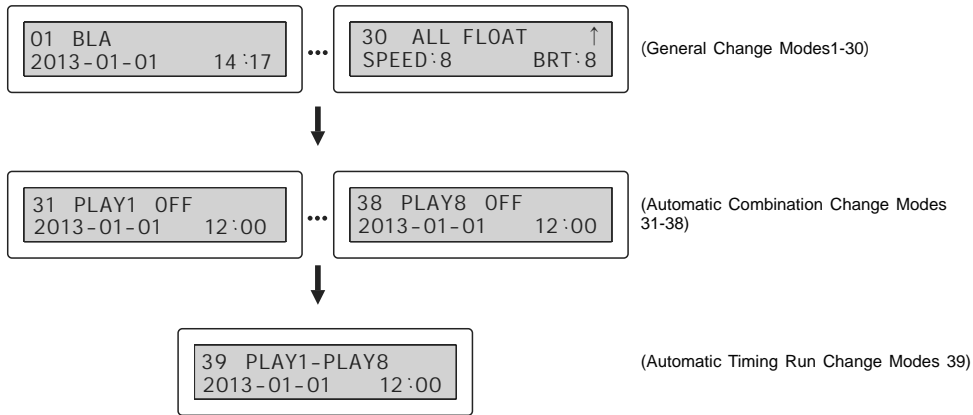 01 BLA
2013-01-01 14:17
...
30 ALL FLOAT ↑
SPEED:8 BRT:8
(General Change Modes1-30)
31 PLAY1 OFF
2013-01-01 12:00
...
38 PLAY8 OFF
2013-01-01 12:00
(Automatic Combination Change Modes
31-38)
39 PLAY1-PLAY8
2013-01-01 12:00
(Automatic Timing Run Change Modes 39)